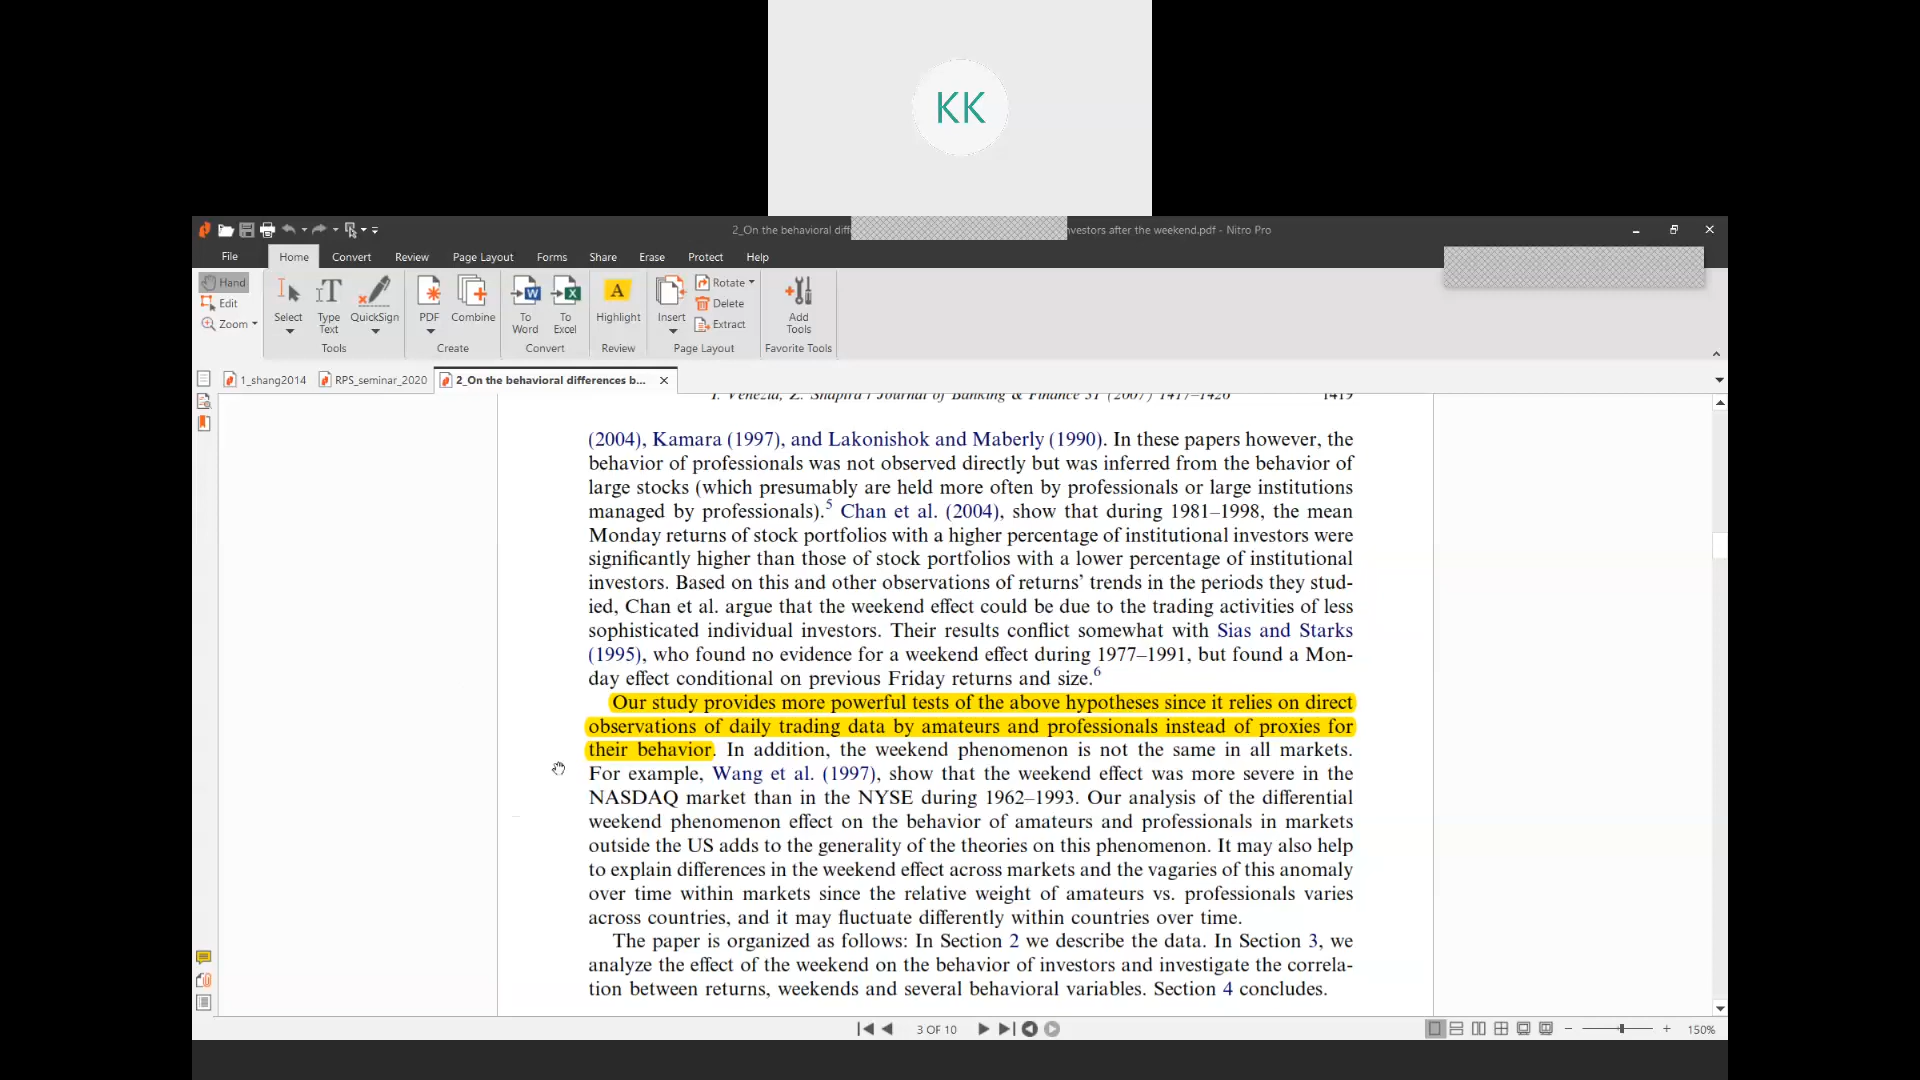 KK
2_On the behavioral diff
nvestors after the weekend.pdf - Nitro Pro
File Home Convert Review Page Layout Forms Share Erase Protect Help
Hand
Edit
Zoom
Select
Type Text
QuickSign
PDF
Combine
To Word
To Excel
Highlight
Insert
Rotate
Delete
Extract
Add Tools
Tools Create Convert Review Page Layout Favorite Tools
1_shang2014 RPS_seminar_2020 2_On the behavioral differences b...
I. Venezia, Z. Shapira / Journal of Banking & Finance 31 (2007) 1417–1426 1419
(2004), Kamara (1997), and Lakonishok and Maberly (1990). In these papers however, the
behavior of professionals was not observed directly but was inferred from the behavior of
large stocks (which presumably are held more often by professionals or large institutions
managed by professionals).5 Chan et al. (2004), show that during 1981–1998, the mean
Monday returns of stock portfolios with a higher percentage of institutional investors were
significantly higher than those of stock portfolios with a lower percentage of institutional
investors. Based on this and other observations of returns' trends in the periods they stud-
ied, Chan et al. argue that the weekend effect could be due to the trading activities of less
sophisticated individual investors. Their results conflict somewhat with Sias and Starks
(1995), who found no evidence for a weekend effect during 1977–1991, but found a Mon-
day effect conditional on previous Friday returns and size.6
Our study provides more powerful tests of the above hypotheses since it relies on direct
observations of daily trading data by amateurs and professionals instead of proxies for
their behavior. In addition, the weekend phenomenon is not the same in all markets.
For example, Wang et al. (1997), show that the weekend effect was more severe in the
NASDAQ market than in the NYSE during 1962–1993. Our analysis of the differential
weekend phenomenon effect on the behavior of amateurs and professionals in markets
outside the US adds to the generality of the theories on this phenomenon. It may also help
to explain differences in the weekend effect across markets and the vagaries of this anomaly
over time within markets since the relative weight of amateurs vs. professionals varies
across countries, and it may fluctuate differently within countries over time.
The paper is organized as follows: In Section 2 we describe the data. In Section 3, we
analyze the effect of the weekend on the behavior of investors and investigate the correla-
tion between returns, weekends and several behavioral variables. Section 4 concludes.
3 OF 10
150%